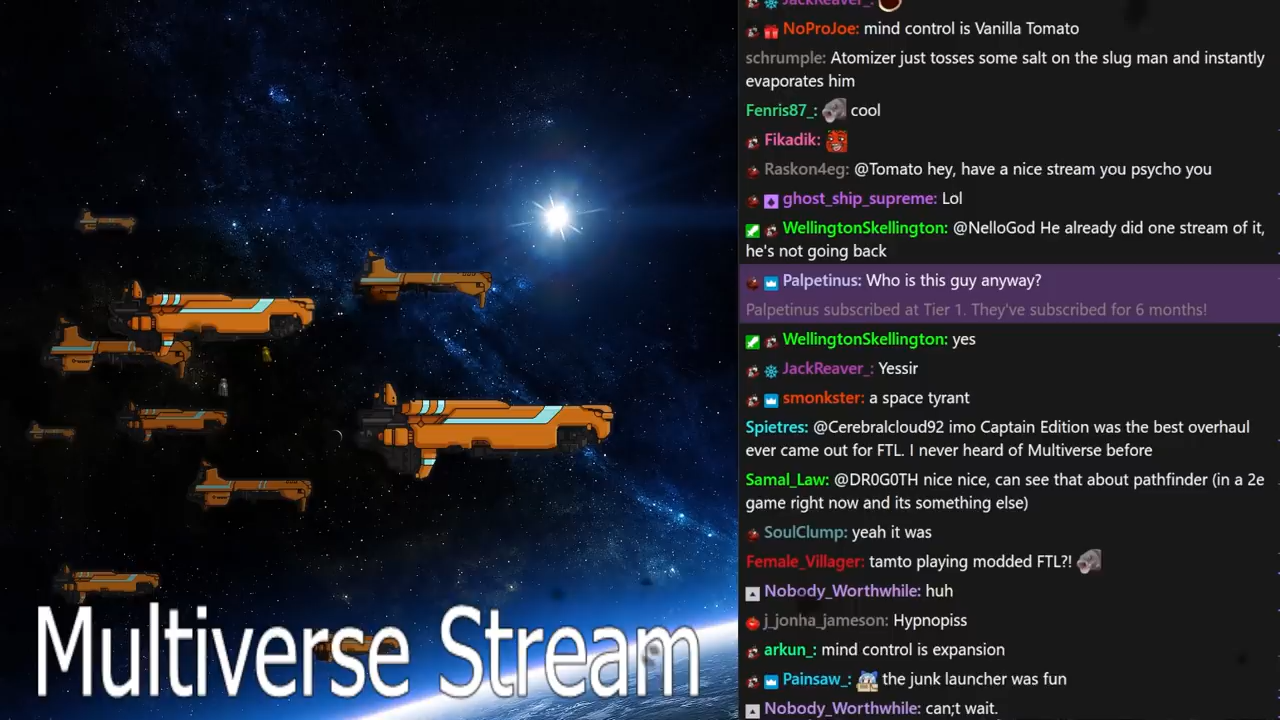 JackReaver_:
NoProJoe: mind control is Vanilla Tomato
schrumple: Atomizer just tosses some salt on the slug man and instantly
evaporates him
Fenris87_: cool
Fikadik:
Raskon4eg: @Tomato hey, have a nice stream you psycho you
ghost_ship_supreme: Lol
WellingtonSkellington: @NelloGod He already did one stream of it,
he's not going back
Palpetinus: Who is this guy anyway?
Palpetinus subscribed at Tier 1. They've subscribed for 6 months!
WellingtonSkellington: yes
JackReaver_: Yessir
smonkster: a space tyrant
Spietres: @Cerebralcloud92 imo Captain Edition was the best overhaul
ever came out for FTL. I never heard of Multiverse before
Samal_Law: @DR0G0TH nice nice, can see that about pathfinder (in a 2e
game right now and its something else)
SoulClump: yeah it was
Female_Villager: tamto playing modded FTL?!
Nobody_Worthwhile: huh
j_jonha_jameson: Hypnopiss
arkun_: mind control is expansion
Painsaw_: the junk launcher was fun
Nobody_Worthwhile: can;t wait.
Multiverse Stream